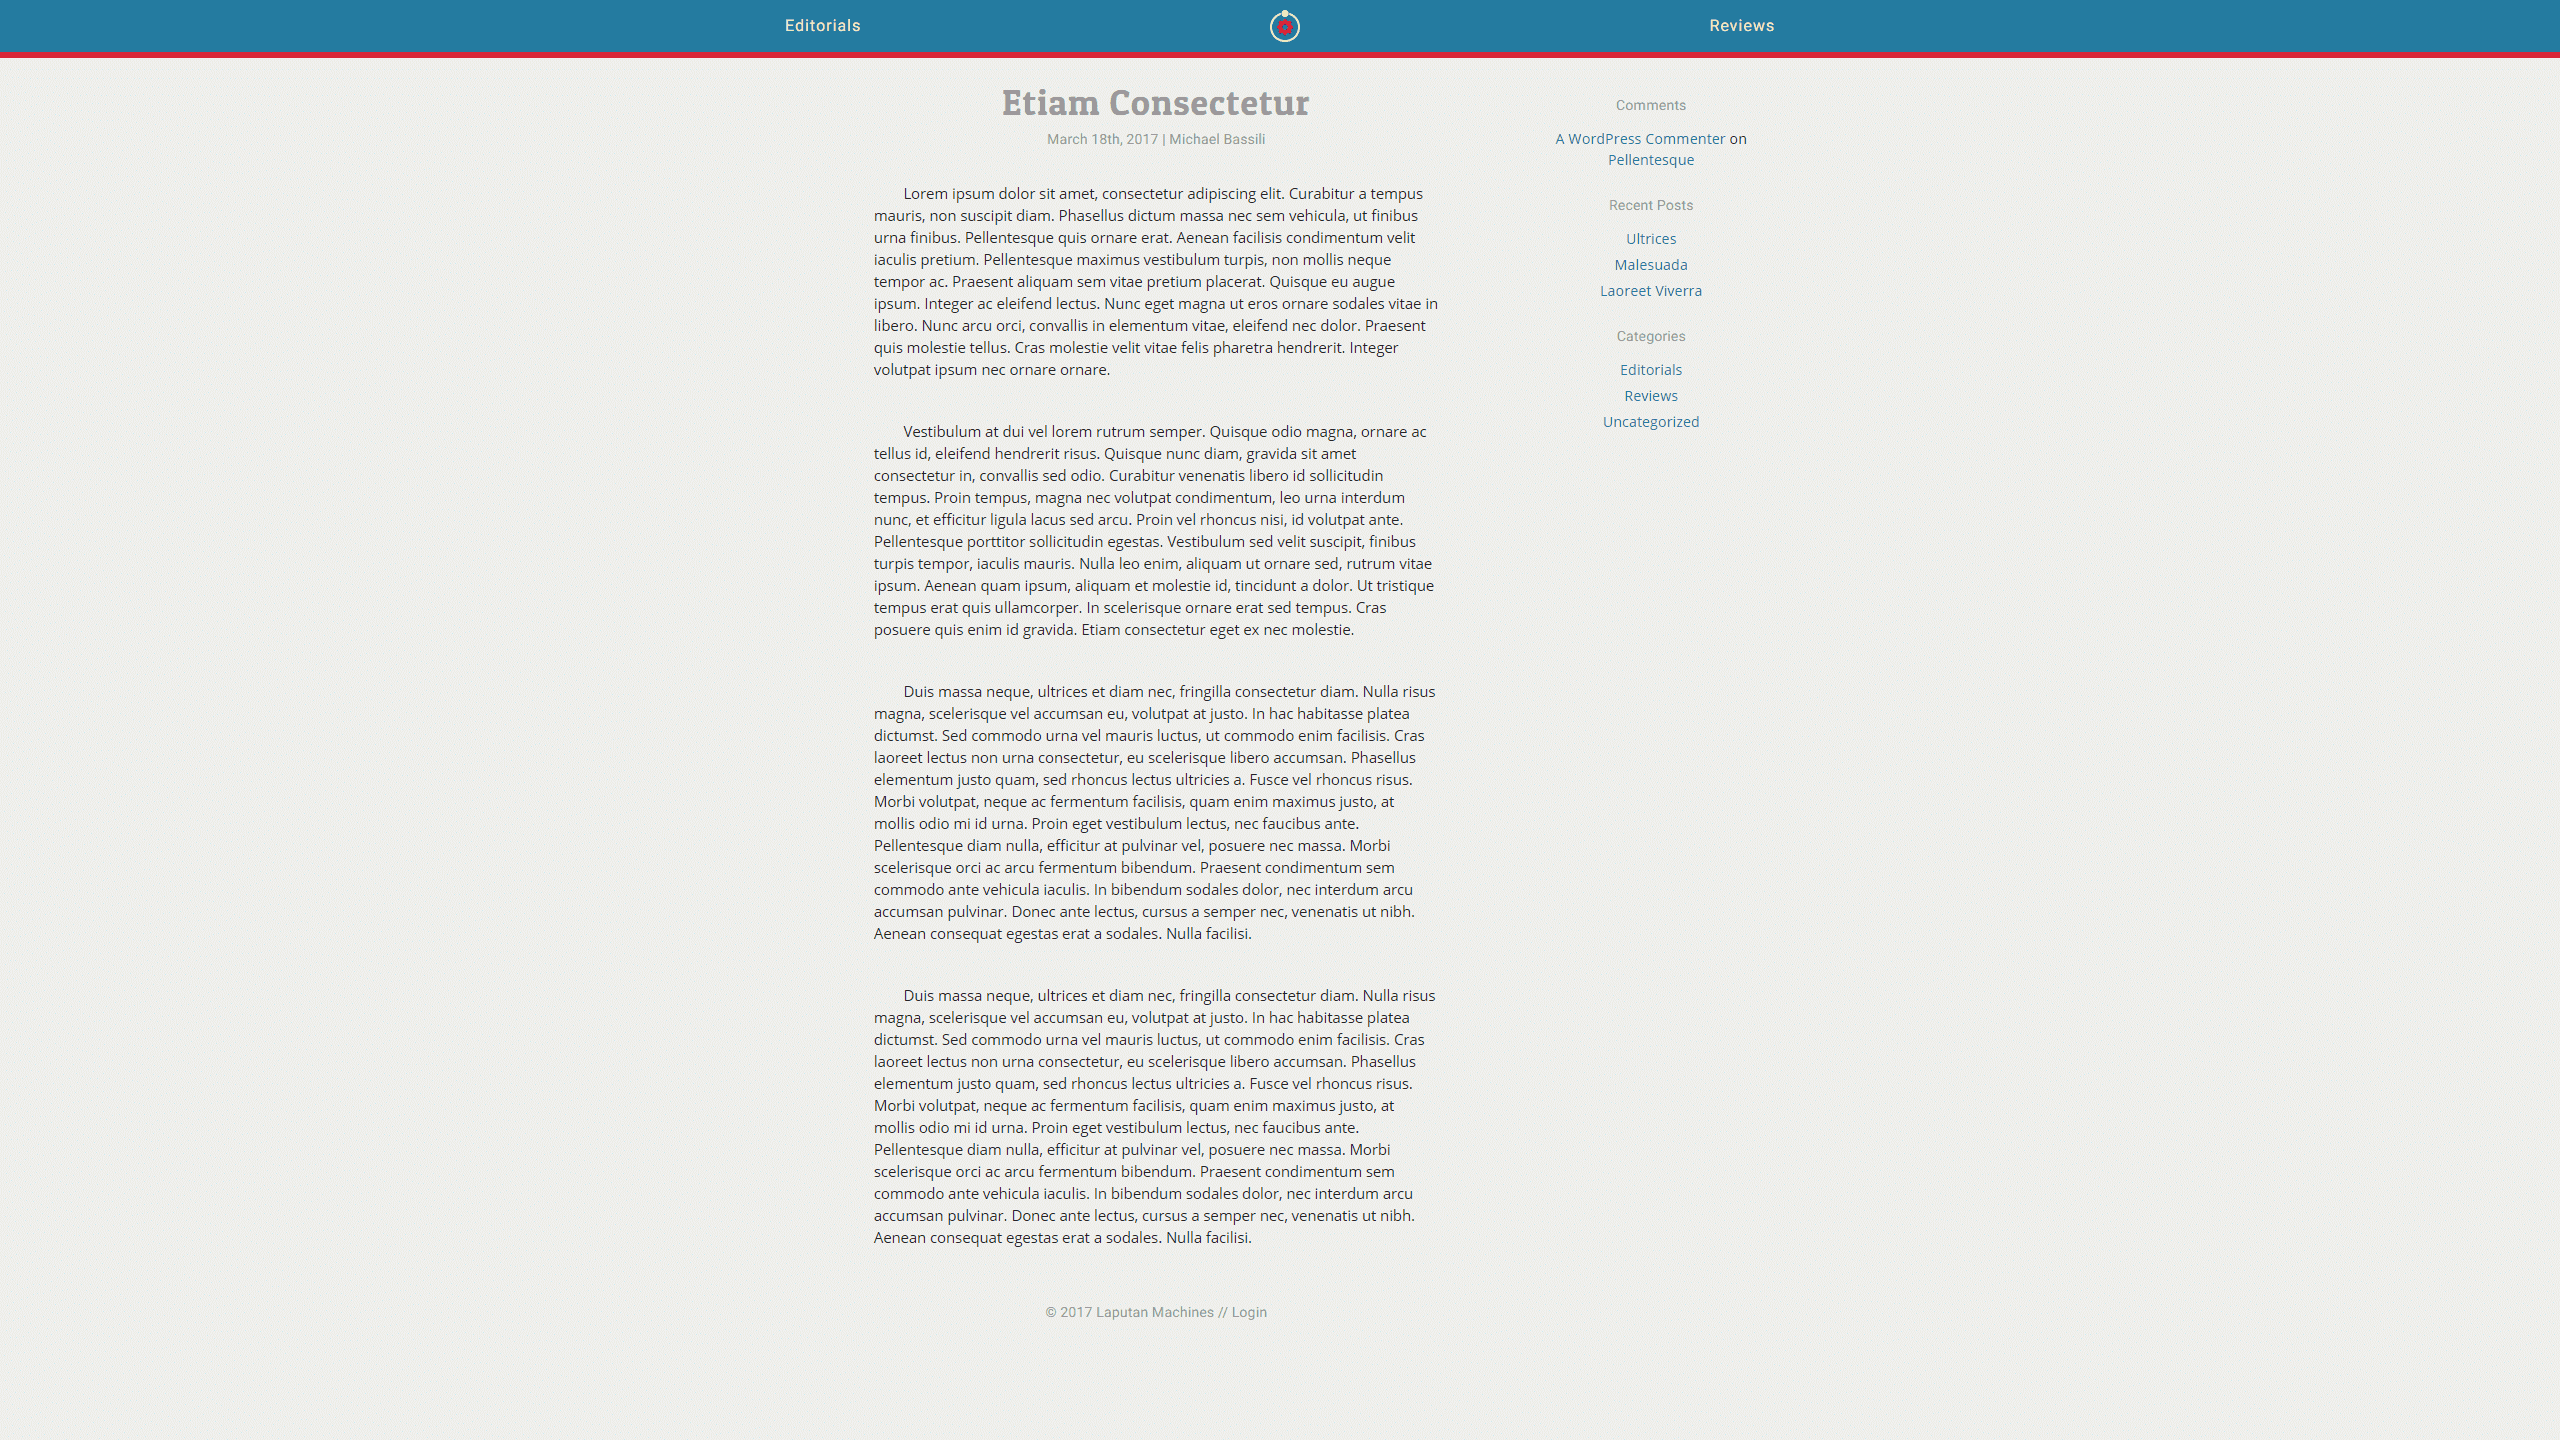 Editorials
Reviews
Etiam Consectetur
March 18th, 2017 | Michael Bassili
Lorem ipsum dolor sit amet, consectetur adipiscing elit. Curabitur a tempus
mauris, non suscipit diam. Phasellus dictum massa nec sem vehicula, ut finibus
urna finibus. Pellentesque quis ornare erat. Aenean facilisis condimentum velit
iaculis pretium. Pellentesque maximus vestibulum turpis, non mollis neque
tempor ac. Praesent aliquam sem vitae pretium placerat. Quisque eu augue
ipsum. Integer ac eleifend lectus. Nunc eget magna ut eros ornare sodales vitae in
libero. Nunc arcu orci, convallis in elementum vitae, eleifend nec dolor. Praesent
quis molestie tellus. Cras molestie velit vitae felis pharetra hendrerit. Integer
volutpat ipsum nec ornare ornare.
Vestibulum at dui vel lorem rutrum semper. Quisque odio magna, ornare ac
tellus id, eleifend hendrerit risus. Quisque nunc diam, gravida sit amet
consectetur in, convallis sed odio. Curabitur venenatis libero id sollicitudin
tempus. Proin tempus, magna nec volutpat condimentum, leo urna interdum
nunc, et efficitur ligula lacus sed arcu. Proin vel rhoncus nisi, id volutpat ante.
Pellentesque porttitor sollicitudin egestas. Vestibulum sed velit suscipit, finibus
turpis tempor, iaculis mauris. Nulla leo enim, aliquam ut ornare sed, rutrum vitae
ipsum. Aenean quam ipsum, aliquam et molestie id, tincidunt a dolor. Ut tristique
tempus erat quis ullamcorper. In scelerisque ornare erat sed tempus. Cras
posuere quis enim id gravida. Etiam consectetur eget ex nec molestie.
Duis massa neque, ultrices et diam nec, fringilla consectetur diam. Nulla risus
magna, scelerisque vel accumsan eu, volutpat at justo. In hac habitasse platea
dictumst. Sed commodo urna vel mauris luctus, ut commodo enim facilisis. Cras
laoreet lectus non urna consectetur, eu scelerisque libero accumsan. Phasellus
elementum justo quam, sed rhoncus lectus ultricies a. Fusce vel rhoncus risus.
Morbi volutpat, neque ac fermentum facilisis, quam enim maximus justo, at
mollis odio mi id urna. Proin eget vestibulum lectus, nec faucibus ante.
Pellentesque diam nulla, efficitur at pulvinar vel, posuere nec massa. Morbi
scelerisque orci ac arcu fermentum bibendum. Praesent condimentum sem
commodo ante vehicula iaculis. In bibendum sodales dolor, nec interdum arcu
accumsan pulvinar. Donec ante lectus, cursus a semper nec, venenatis ut nibh.
Aenean consequat egestas erat a sodales. Nulla facilisi.
Duis massa neque, ultrices et diam nec, fringilla consectetur diam. Nulla risus
magna, scelerisque vel accumsan eu, volutpat at justo. In hac habitasse platea
dictumst. Sed commodo urna vel mauris luctus, ut commodo enim facilisis. Cras
laoreet lectus non urna consectetur, eu scelerisque libero accumsan. Phasellus
elementum justo quam, sed rhoncus lectus ultricies a. Fusce vel rhoncus risus.
Morbi volutpat, neque ac fermentum facilisis, quam enim maximus justo, at
mollis odio mi id urna. Proin eget vestibulum lectus, nec faucibus ante.
Pellentesque diam nulla, efficitur at pulvinar vel, posuere nec massa. Morbi
scelerisque orci ac arcu fermentum bibendum. Praesent condimentum sem
commodo ante vehicula iaculis. In bibendum sodales dolor, nec interdum arcu
accumsan pulvinar. Donec ante lectus, cursus a semper nec, venenatis ut nibh.
Aenean consequat egestas erat a sodales. Nulla facilisi.
Comments
A WordPress Commenter on
Pellentesque
Recent Posts
Ultrices
Malesuada
Laoreet Viverra
Categories
Editorials
Reviews
Uncategorized
© 2017 Laputan Machines // Login